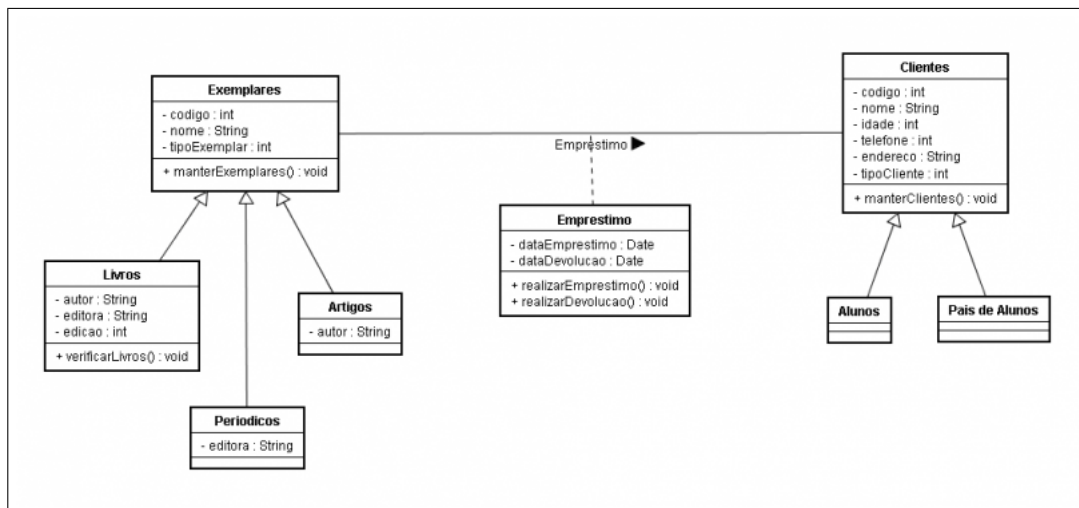 Exemplares
- codigo : int
- nome : String
- tipoExemplar : int
+ manterExemplares() : void
Emprestimo
Clientes
- codigo : int
- nome : String
- idade : int
- telefone : int
- endereco : String
- tipoCliente : int
+ manterClientes() : void
Emprestimo
- dataEmprestimo : Date
- dataDevolucao : Date
+ realizarEmprestimo() : void
+ realizarDevolucao() : void
Livros
- autor : String
- editora : String
- edicao : int
+ verificarLivros() : void
Artigos
- autor : String
Alunos
Pais de Alunos
Periodicos
- editora : String